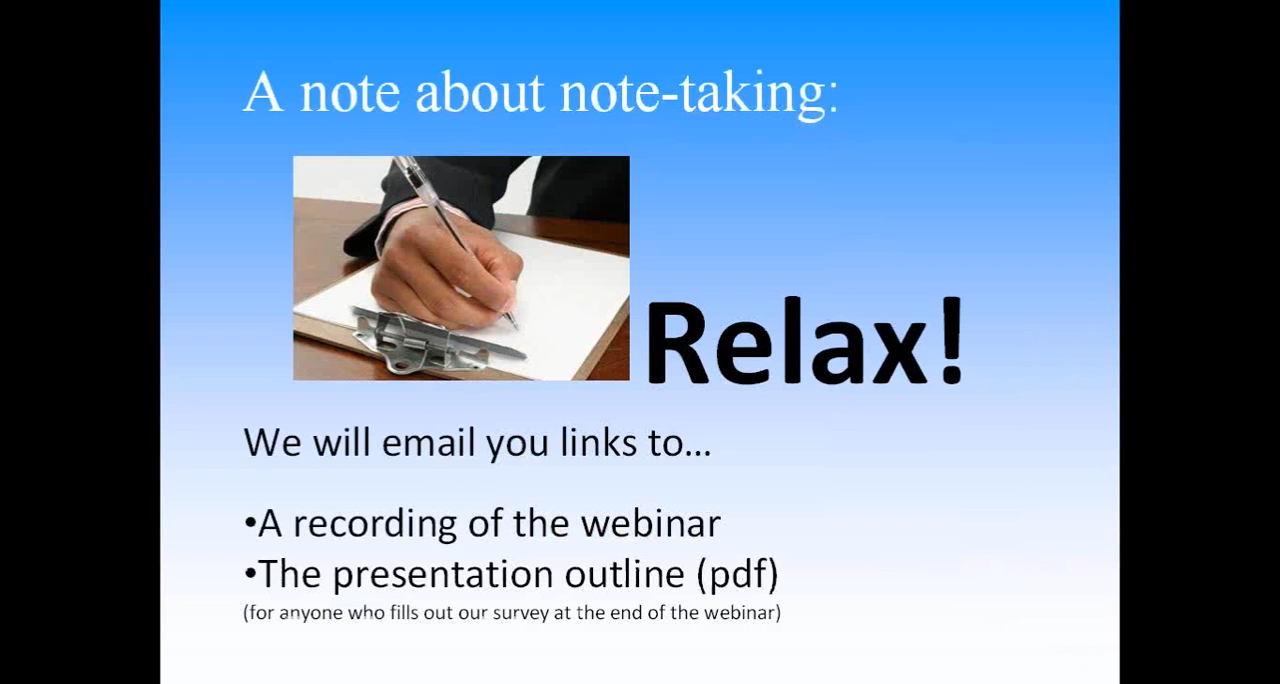 A note about note-taking:
Relax!
We will email you links to...
•A recording of the webinar
•The presentation outline (pdf)
(for anyone who fills out our survey at the end of the webinar)